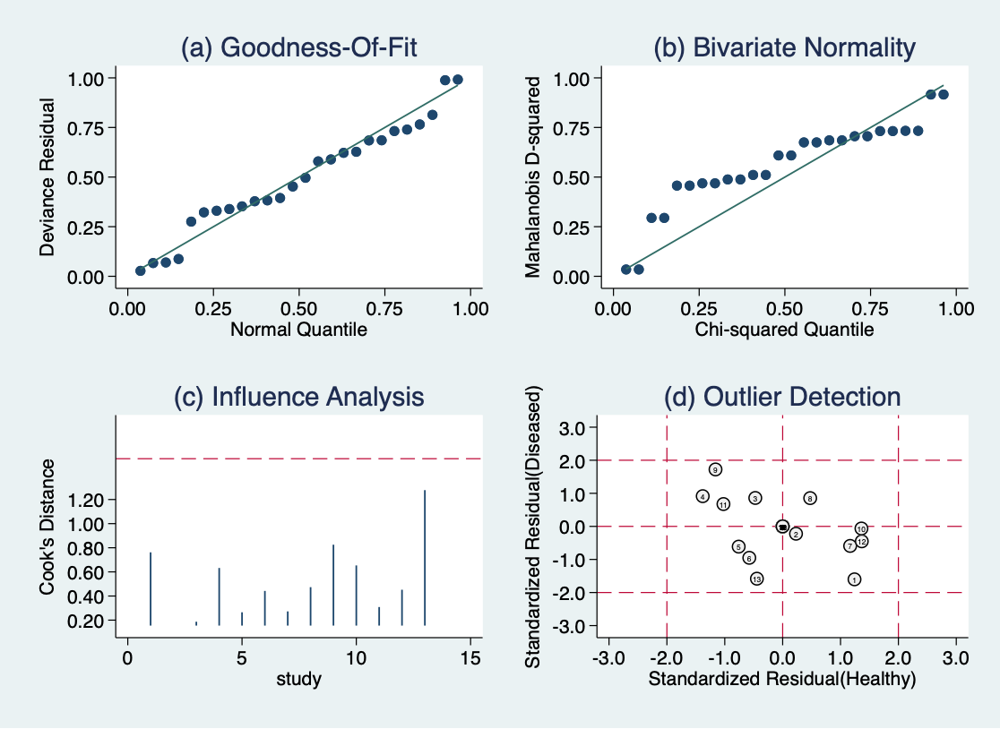 (a) Goodness-Of-Fit
Deviance Residual
1.00
0.75
0.50
0.25
0.00
0.00 0.25 0.50 0.75 1.00
Normal Quantile
(b) Bivariate Normality
Mahalanobis D-squared
1.00
0.75
0.50
0.25
0.00
0.00 0.25 0.50 0.75 1.00
Chi-squared Quantile
(c) Influence Analysis
Cook's Distance
1.20
1.00
0.80
0.60
0.40
0.20
0 5 10 15
study
(d) Outlier Detection
Standardized Residual(Diseased)
3.0
2.0
1.0
0.0
-1.0
-2.0
-3.0
9
4
3
8
11
10
2
12
5
7
6
13
1
-3.0 -2.0 -1.0 0.0 1.0 2.0 3.0
Standardized Residual(Healthy)